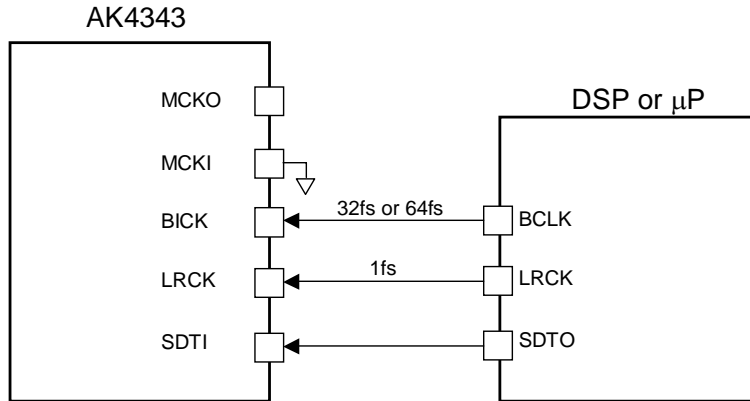 AK4343
DSP or μP
MCKO
MCKI
BICK
32fs or 64fs
BCLK
LRCK
1fs
LRCK
SDTI
SDTO